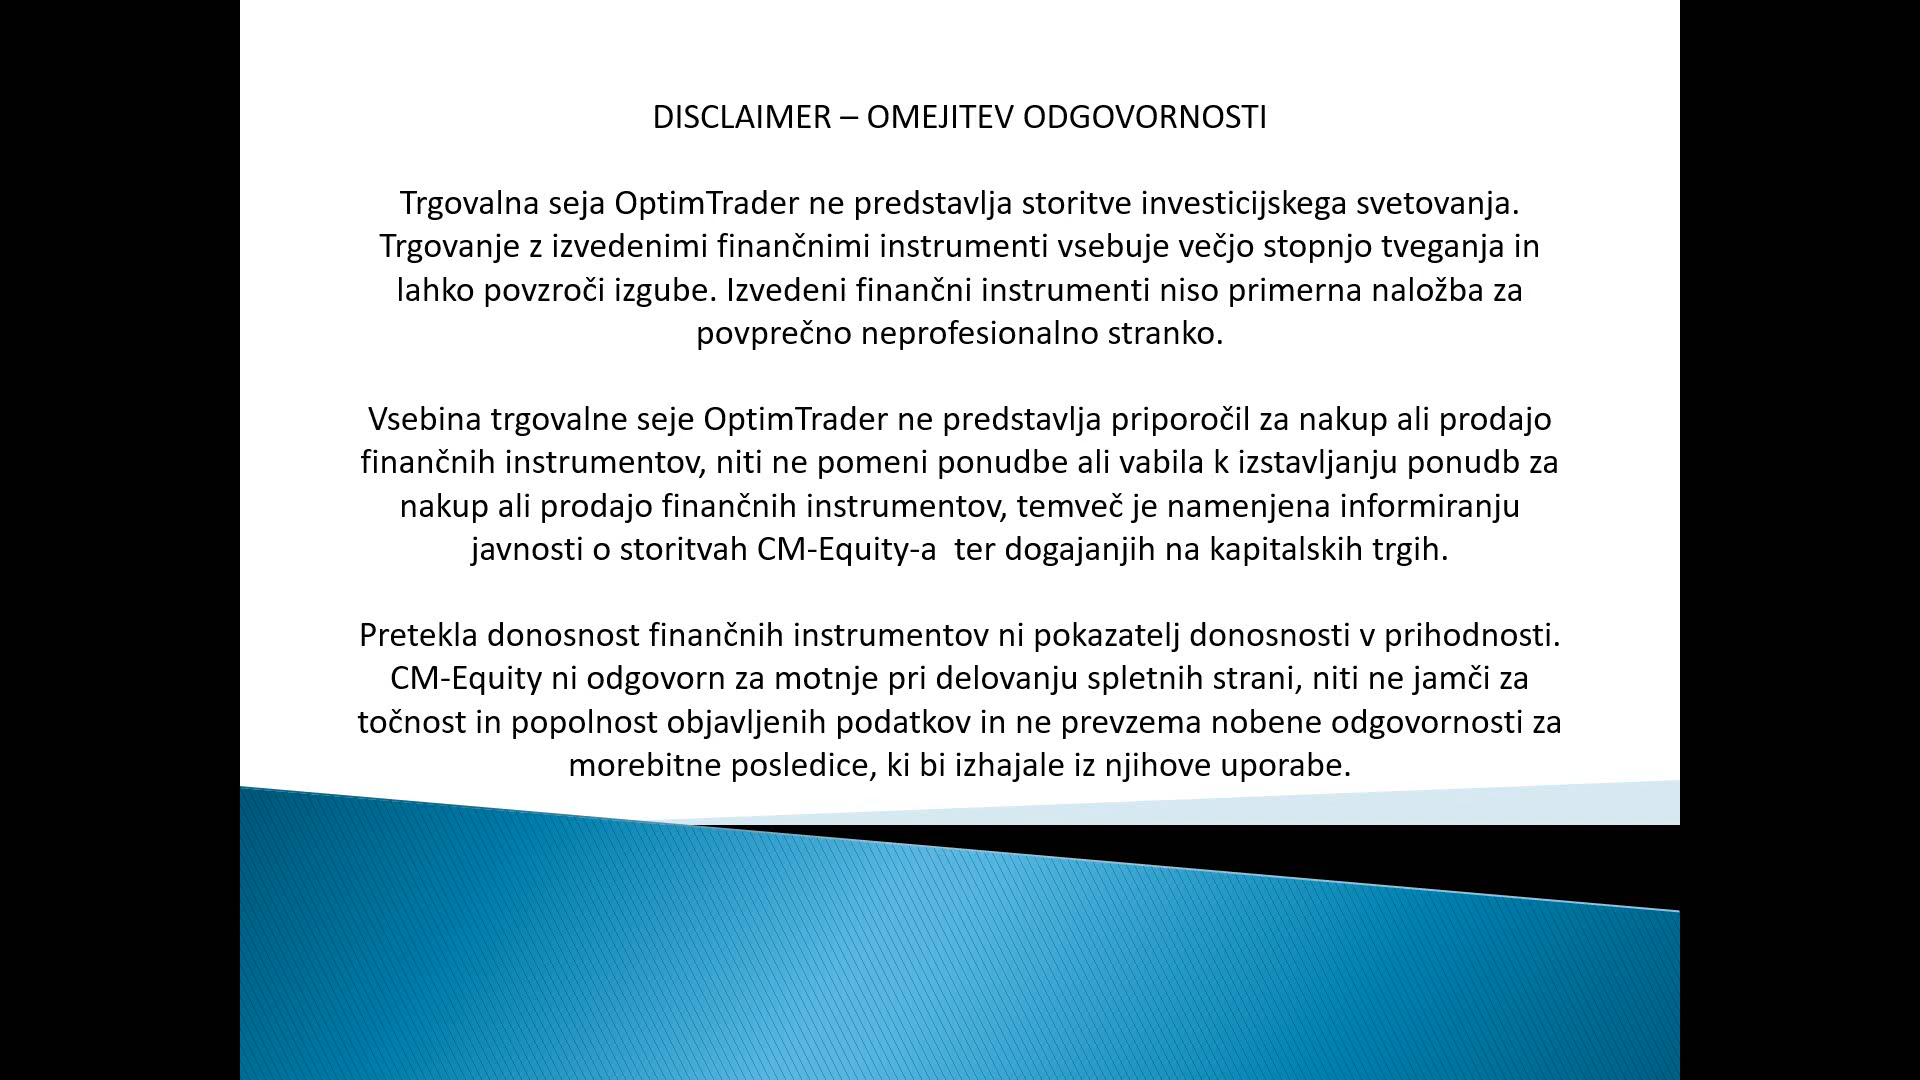 DISCLAIMER – OMEJITEV ODGOVORNOSTI
Trgovalna seja OptimTrader ne predstavlja storitve investicijskega svetovanja.
Trgovanje z izvedenimi finančnimi instrumenti vsebuje večjo stopnjo tveganja in
lahko povzroči izgube. Izvedeni finančni instrumenti niso primerna naložba za
povprečno neprofesionalno stranko.
Vsebina trgovalne seje OptimTrader ne predstavlja priporočil za nakup ali prodajo
finančnih instrumentov, niti ne pomeni ponudbe ali vabila k izstavljanju ponudb za
nakup ali prodajo finančnih instrumentov, temveč je namenjena informiranju
javnosti o storitvah CM-Equity-a  ter dogajanjih na kapitalskih trgih.
Pretekla donosnost finančnih instrumentov ni pokazatelj donosnosti v prihodnosti.
CM-Equity ni odgovorn za motnje pri delovanju spletnih strani, niti ne jamči za
točnost in popolnost objavljenih podatkov in ne prevzema nobene odgovornosti za
morebitne posledice, ki bi izhajale iz njihove uporabe.